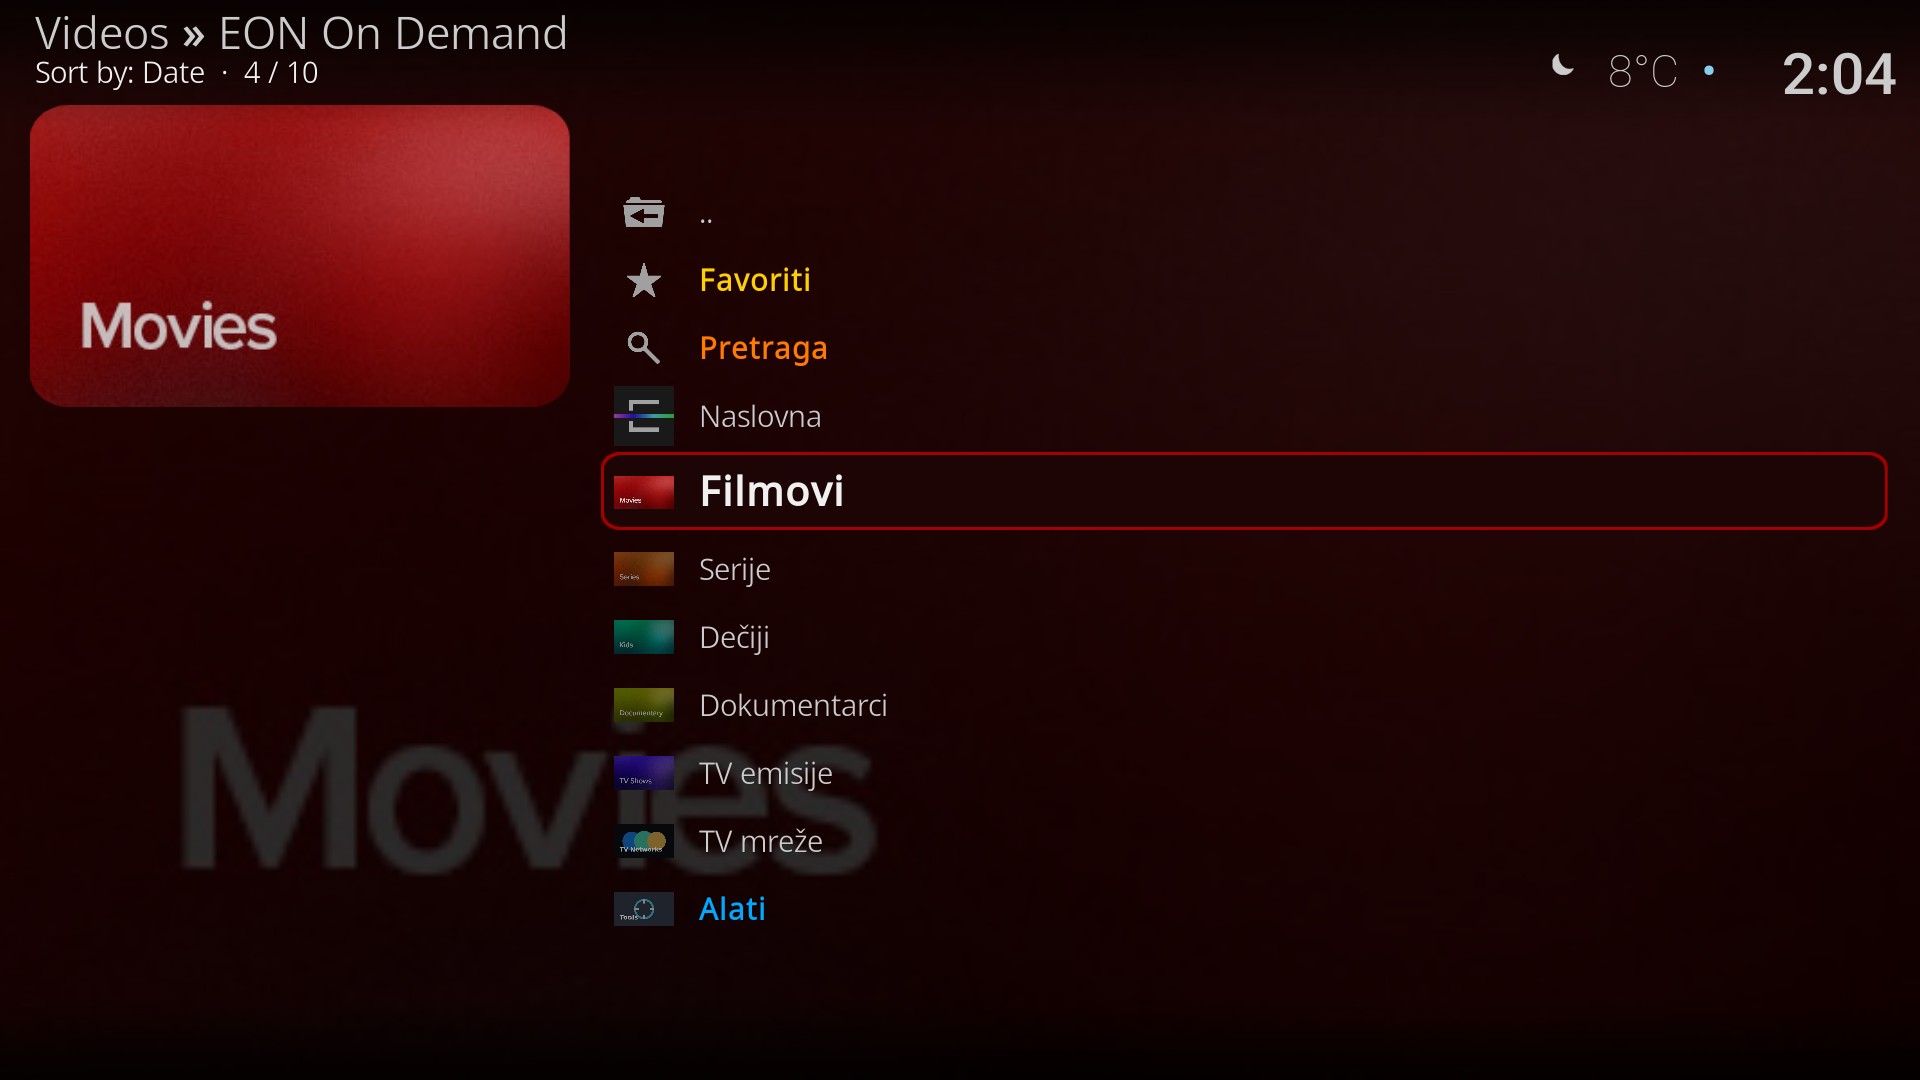 Videos » EON On Demand
Sort by: Date · 4 / 10
8°C
2:04
Movies
..
Favoriti
Pretraga
Naslovna
Movies
Filmovi
Series
Serije
Kids
Dečiji
Documentary
Dokumentarci
TV Shows
TV emisije
TV Networks
TV mreže
Tools
Alati
Movies